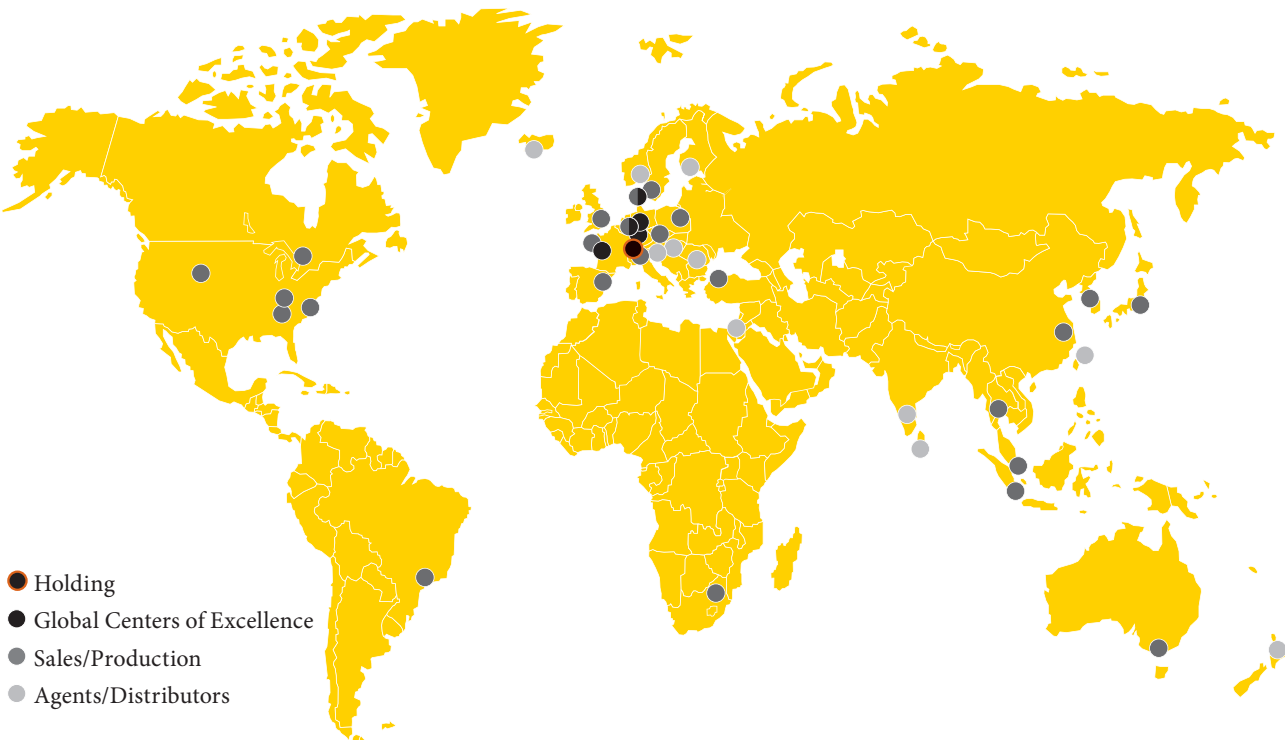 Holding
Global Centers of Excellence
Sales/Production
Agents/Distributors